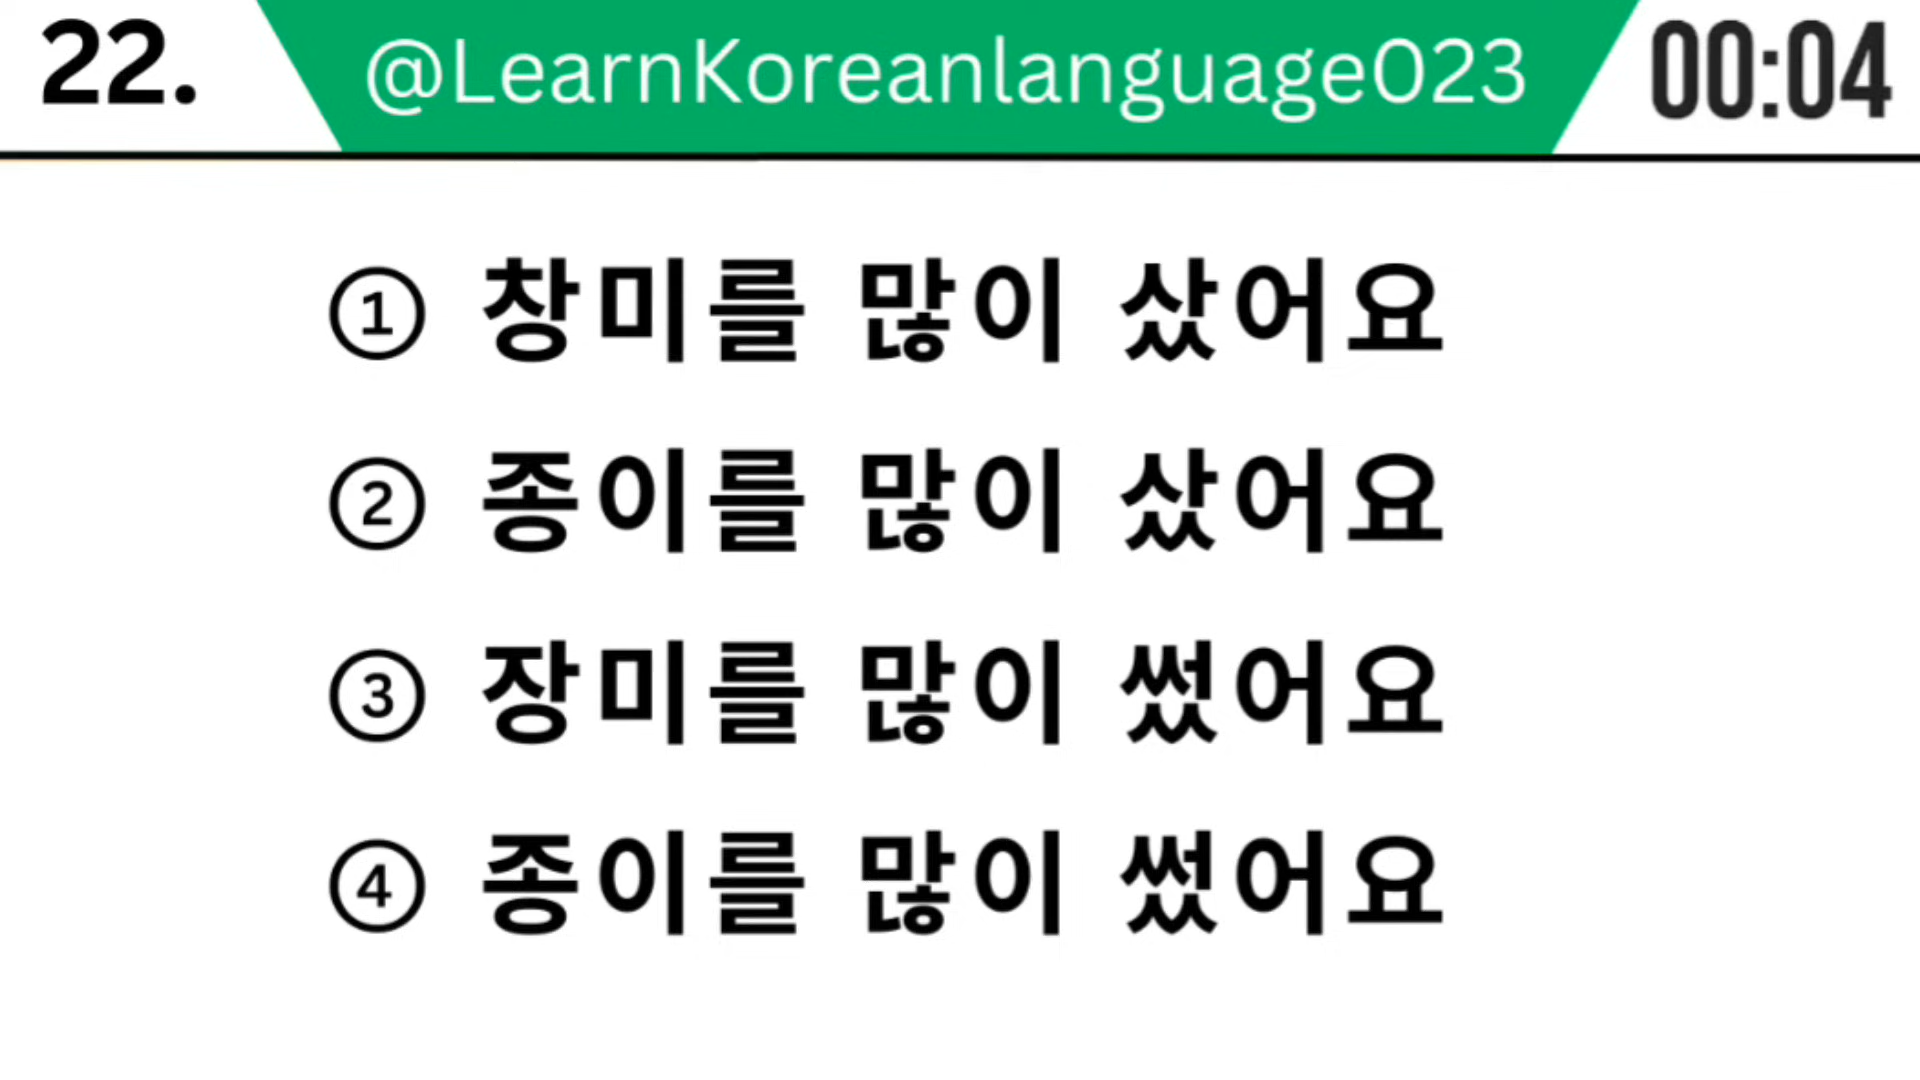 22. @LearnKoreanlanguage023 00:04
① 창미를 많이 샀어요
② 종이를 많이 샀어요
③ 장미를 많이 썼어요
④ 종이를 많이 썼어요